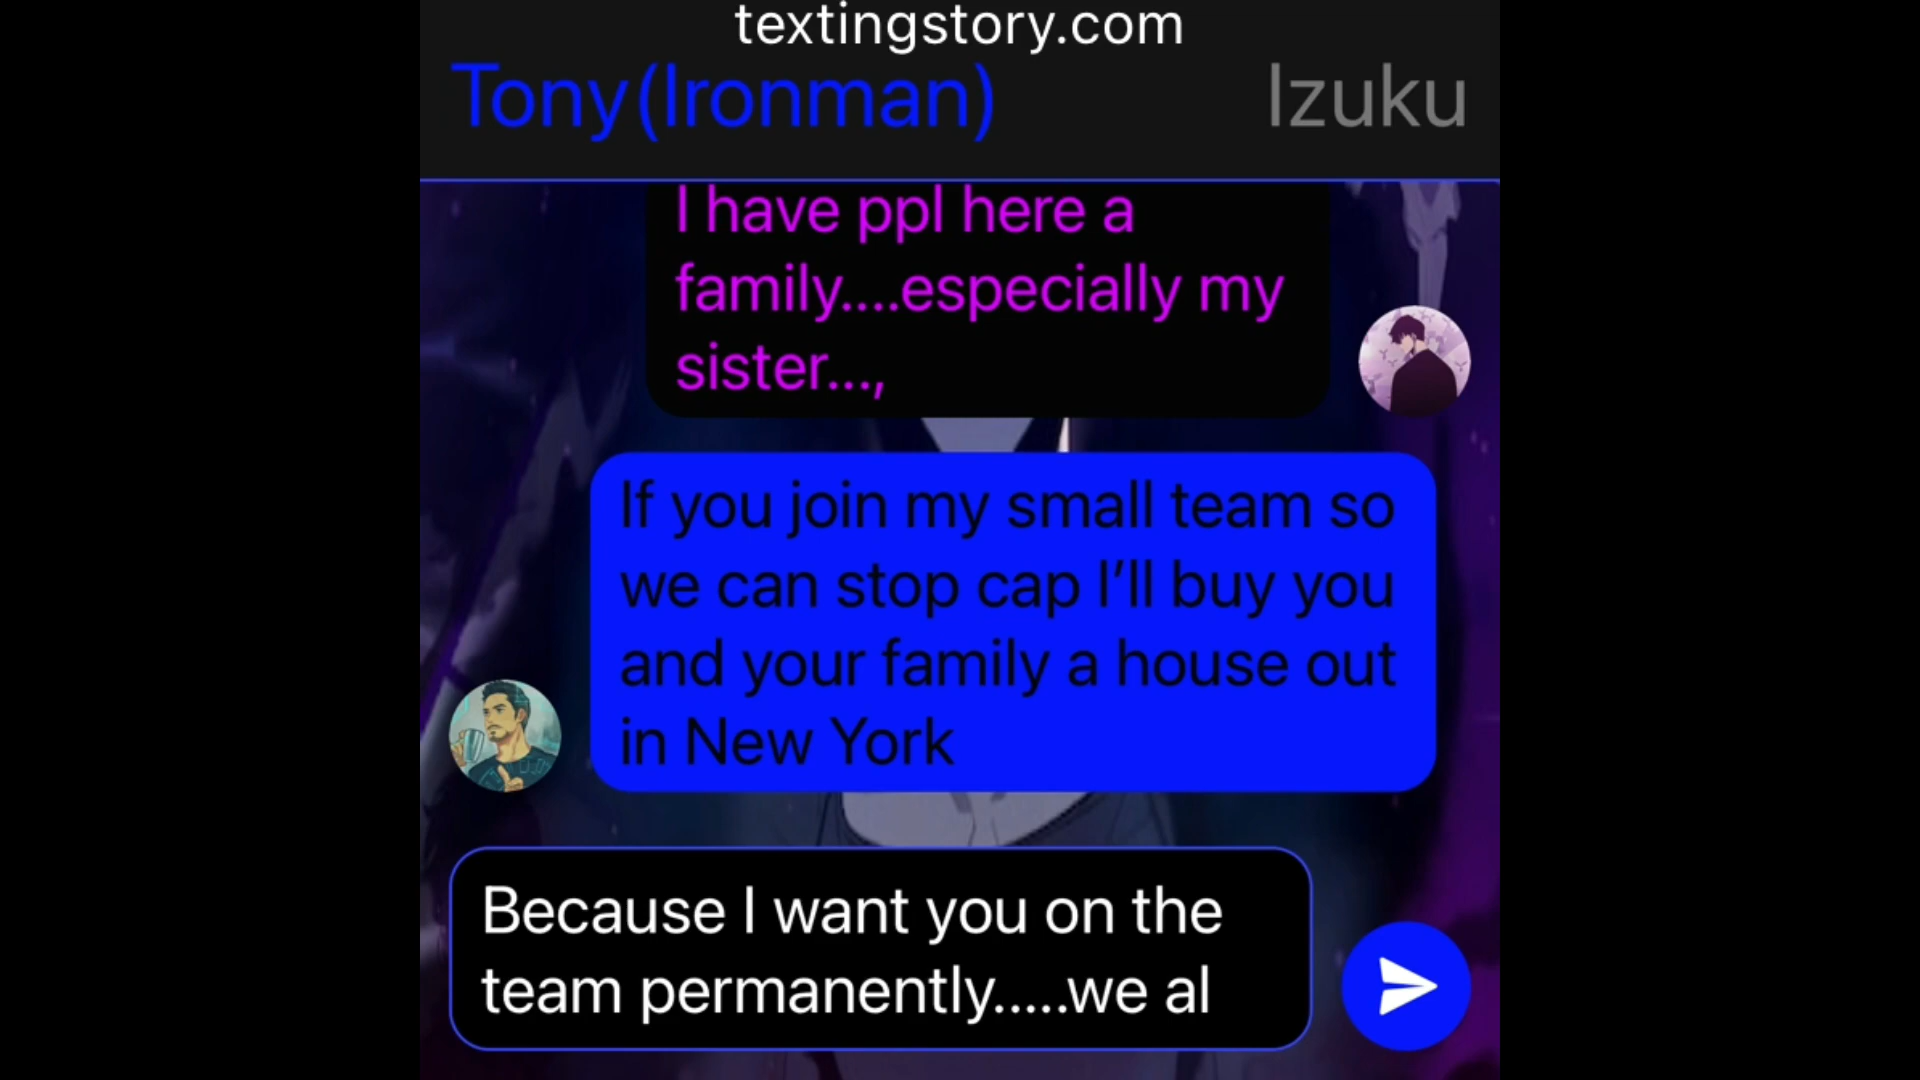 textingstory.com
Tony(Ironman) Izuku
I have ppl here a
family....especially my
sister...,
If you join my small team so
we can stop cap I’ll buy you
and your family a house out
in New York
Because I want you on the
team permanently.....we al